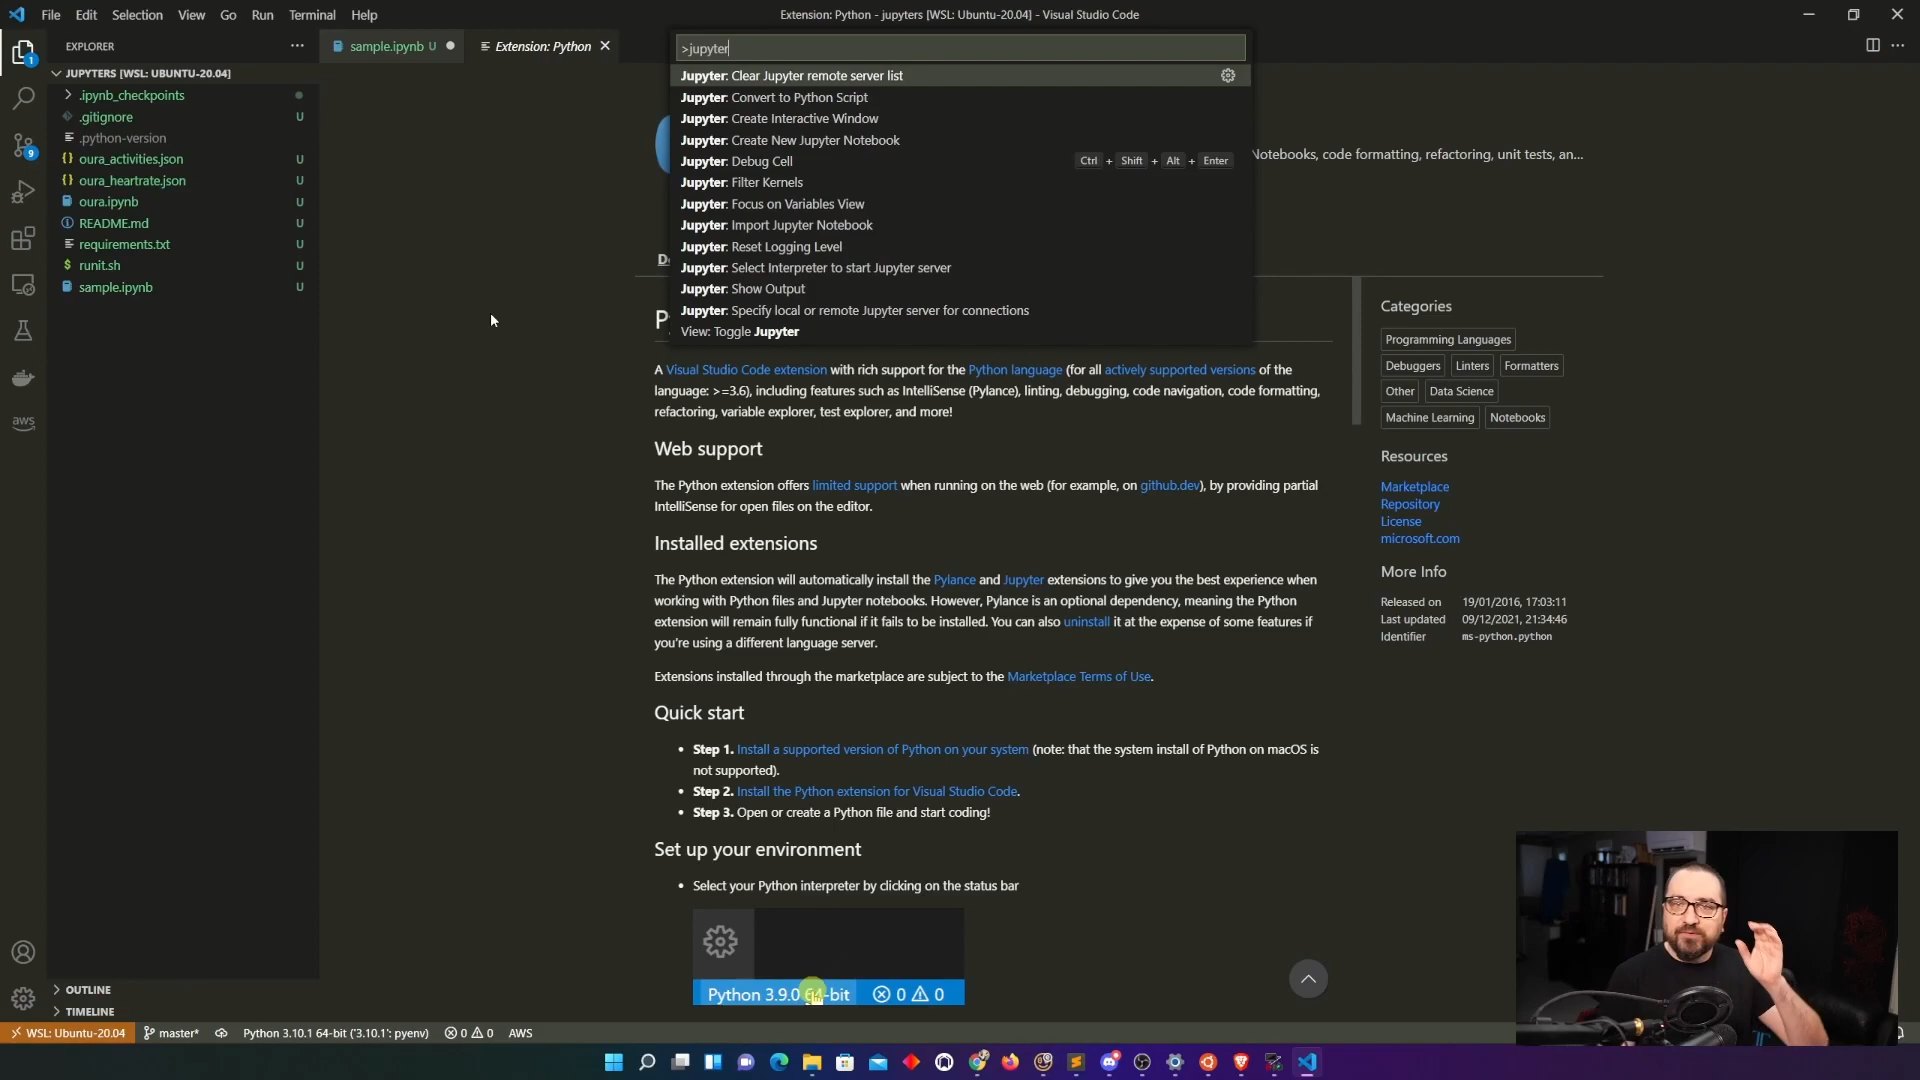 File Edit Selection View Go Run Terminal Help
Extension: Python - jupyters [WSL: Ubuntu-20.04] - Visual Studio Code
EXPLORER
sample.ipynb U
Extension: Python
>jupyter
JUPYTERS [WSL: UBUNTU-20.04]
.ipynb_checkpoints
.gitignore U
.python-version
oura_activities.json U
oura_heartrate.json U
oura.ipynb U
README.md U
requirements.txt U
runit.sh U
sample.ipynb U
Jupyter: Clear Jupyter remote server list
Jupyter: Convert to Python Script
Jupyter: Create Interactive Window
Jupyter: Create New Jupyter Notebook
Jupyter: Debug Cell Ctrl + Shift + Alt + Enter
Jupyter: Filter Kernels
Jupyter: Focus on Variables View
Jupyter: Import Jupyter Notebook
Jupyter: Reset Logging Level
Jupyter: Select Interpreter to start Jupyter server
Jupyter: Show Output
Jupyter: Specify local or remote Jupyter server for connections
View: Toggle Jupyter
Notebooks, code formatting, refactoring, unit tests, an...
A Visual Studio Code extension with rich support for the Python language (for all actively supported versions of the
language: >=3.6), including features such as IntelliSense (Pylance), linting, debugging, code navigation, code formatting,
refactoring, variable explorer, test explorer, and more!
Web support
The Python extension offers limited support when running on the web (for example, on github.dev), by providing partial
IntelliSense for open files on the editor.
Installed extensions
The Python extension will automatically install the Pylance and Jupyter extensions to give you the best experience when
working with Python files and Jupyter notebooks. However, Pylance is an optional dependency, meaning the Python
extension will remain fully functional if it fails to be installed. You can also uninstall it at the expense of some features if
you're using a different language server.
Extensions installed through the marketplace are subject to the Marketplace Terms of Use.
Quick start
• Step 1. Install a supported version of Python on your system (note: that the system install of Python on macOS is
not supported).
• Step 2. Install the Python extension for Visual Studio Code.
• Step 3. Open or create a Python file and start coding!
Set up your environment
• Select your Python interpreter by clicking on the status bar
Python 3.9.0 64-bit 0 0
Categories
Programming Languages
Debuggers Linters Formatters
Other Data Science
Machine Learning Notebooks
Resources
Marketplace
Repository
License
microsoft.com
More Info
Released on 19/01/2016, 17:03:11
Last updated 09/12/2021, 21:34:46
Identifier ms-python.python
aws
1
9
OUTLINE
TIMELINE
WSL: Ubuntu-20.04 master* Python 3.10.1 64-bit ('3.10.1': pyenv) 0 0 AWS